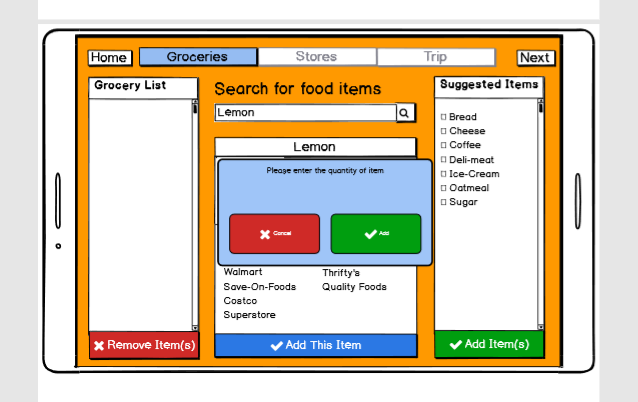 Home
Groceries
Stores
Trip
Next
Grocery List
Remove Item(s)
Search for food items
Lemon
Lemon
Please enter the quantity of item
Cancel
Add
Walmart
Save-On-Foods
Costco
Superstore
Thrifty's
Quality Foods
Add This Item
Suggested Items
Bread
Cheese
Coffee
Deli-meat
Ice-Cream
Oatmeal
Sugar
Add Item(s)